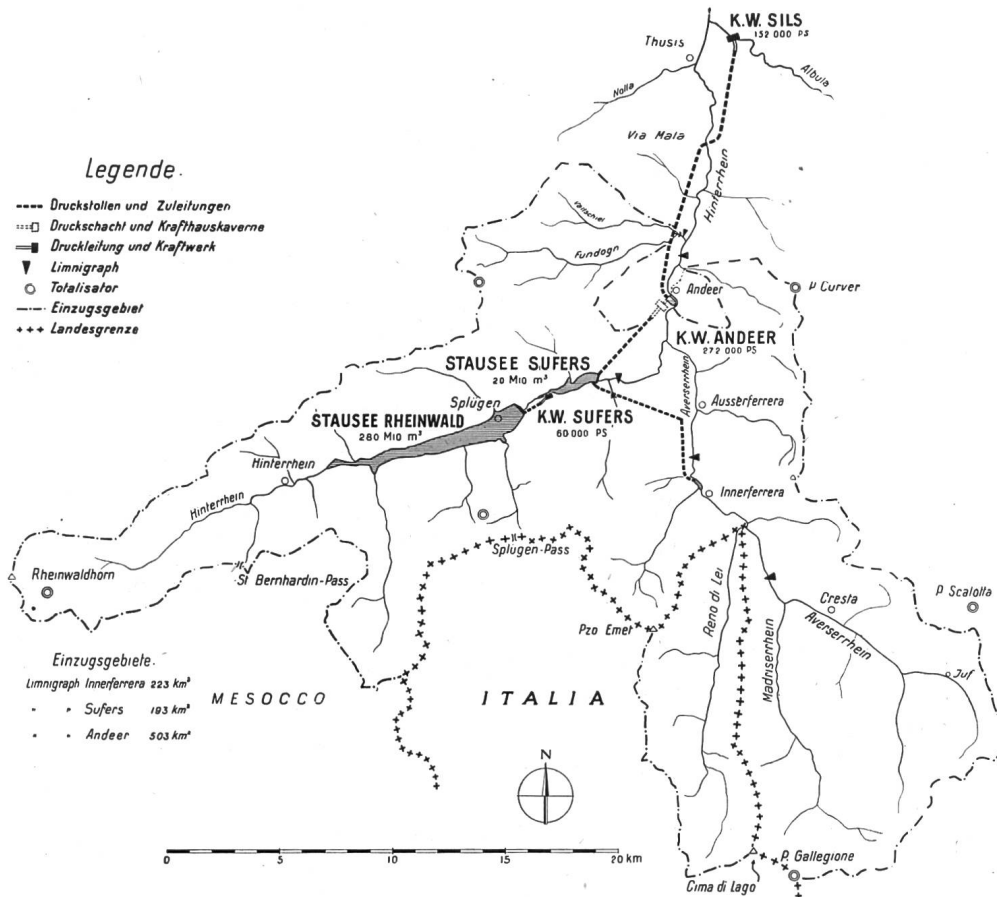 K.W. SILS
132 000 PS
Thusis
Albula
Nolla
Via Mala
Hinterrhein
Legende.
Druckstollen und Zuleitungen
Druckschacht und Krafthauskaverne
Druckleitung und Kraftwerk
Limnigraph
Totalisator
Einzugsgebiet
Landesgrenze
Fundogn
Andeer
P Curver
K.W. ANDEER
272 000 PS
STAUSEE SUFERS
20 MIO m³
Averserrhein
Ausserferrera
Splügen
K.W. SUFERS
60 000 PS
STAUSEE RHEINWALD
280 MIO m³
Hinterrhein
Hinterrhein
Innerferrera
Splügen-Pass
Rheinwaldhorn
St Bernhardin-Pass
Reno di Lei
Cresta
P Scalotta
Pzo Emet
Averserrhein
Madriserrhein
Juf
Einzugsgebiete.
Limnigraph Innerferrera 223 km²
" " Sufers 193 km²
" " Andeer 503 km²
MESOCCO
ITALIA
N
0 5 10 15 20 km
P. Gallegione
Cima di Lago